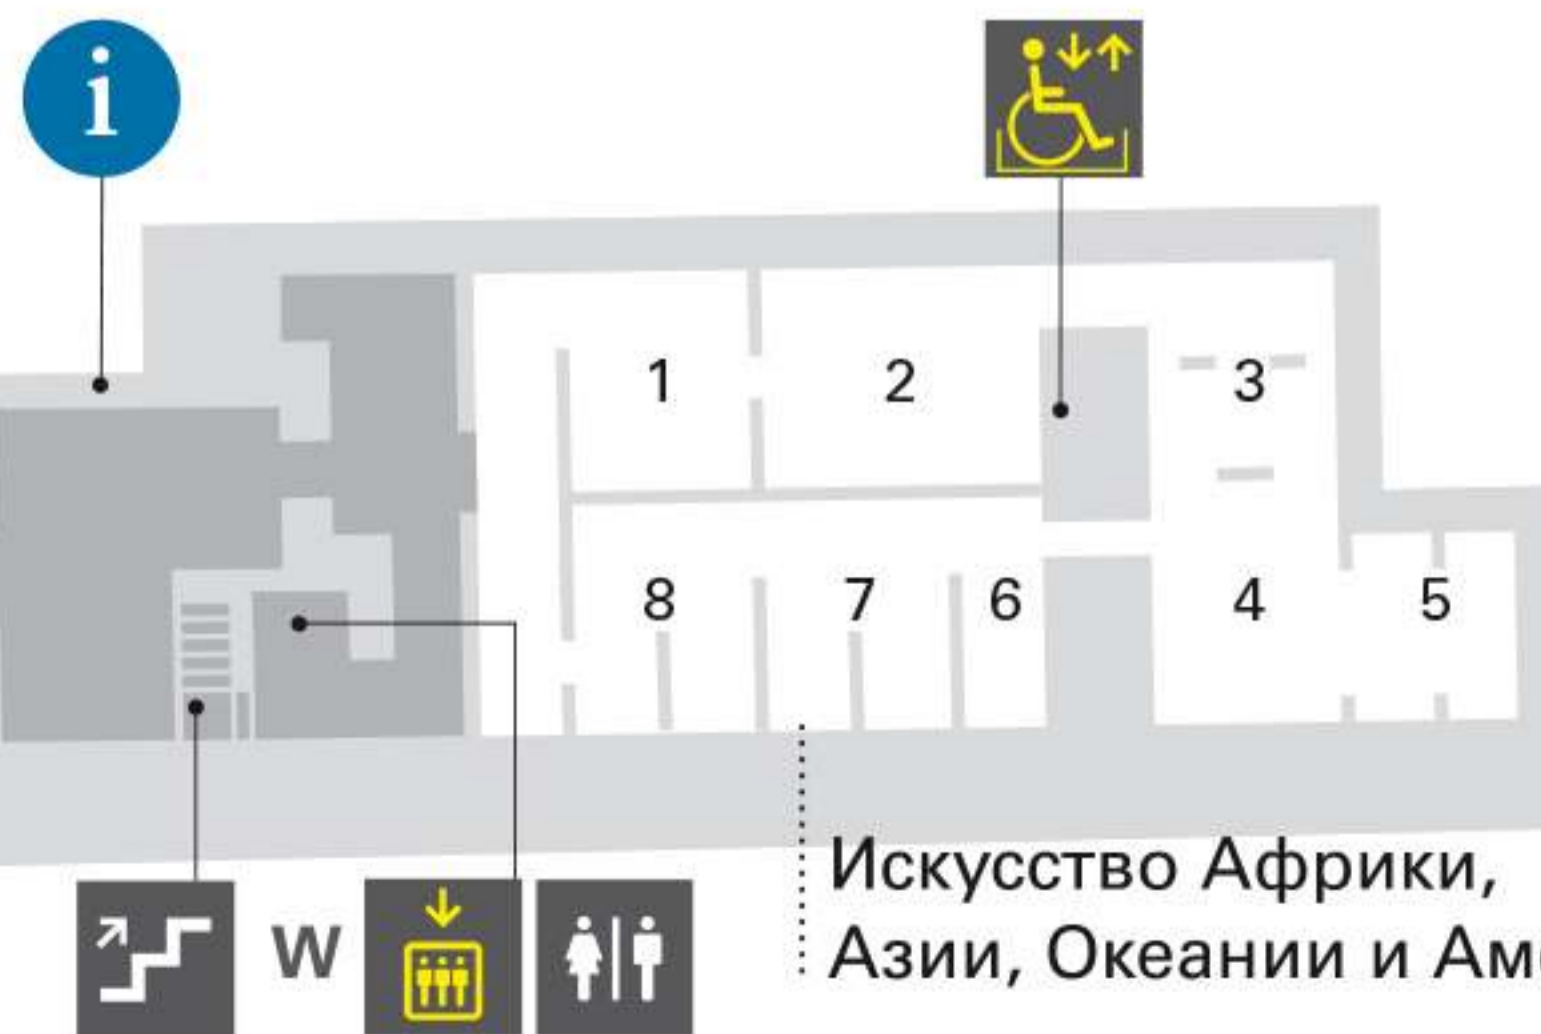 i
1 2 3
8 7 6 4 5
W
Искусство Африки,
Азии, Океании и